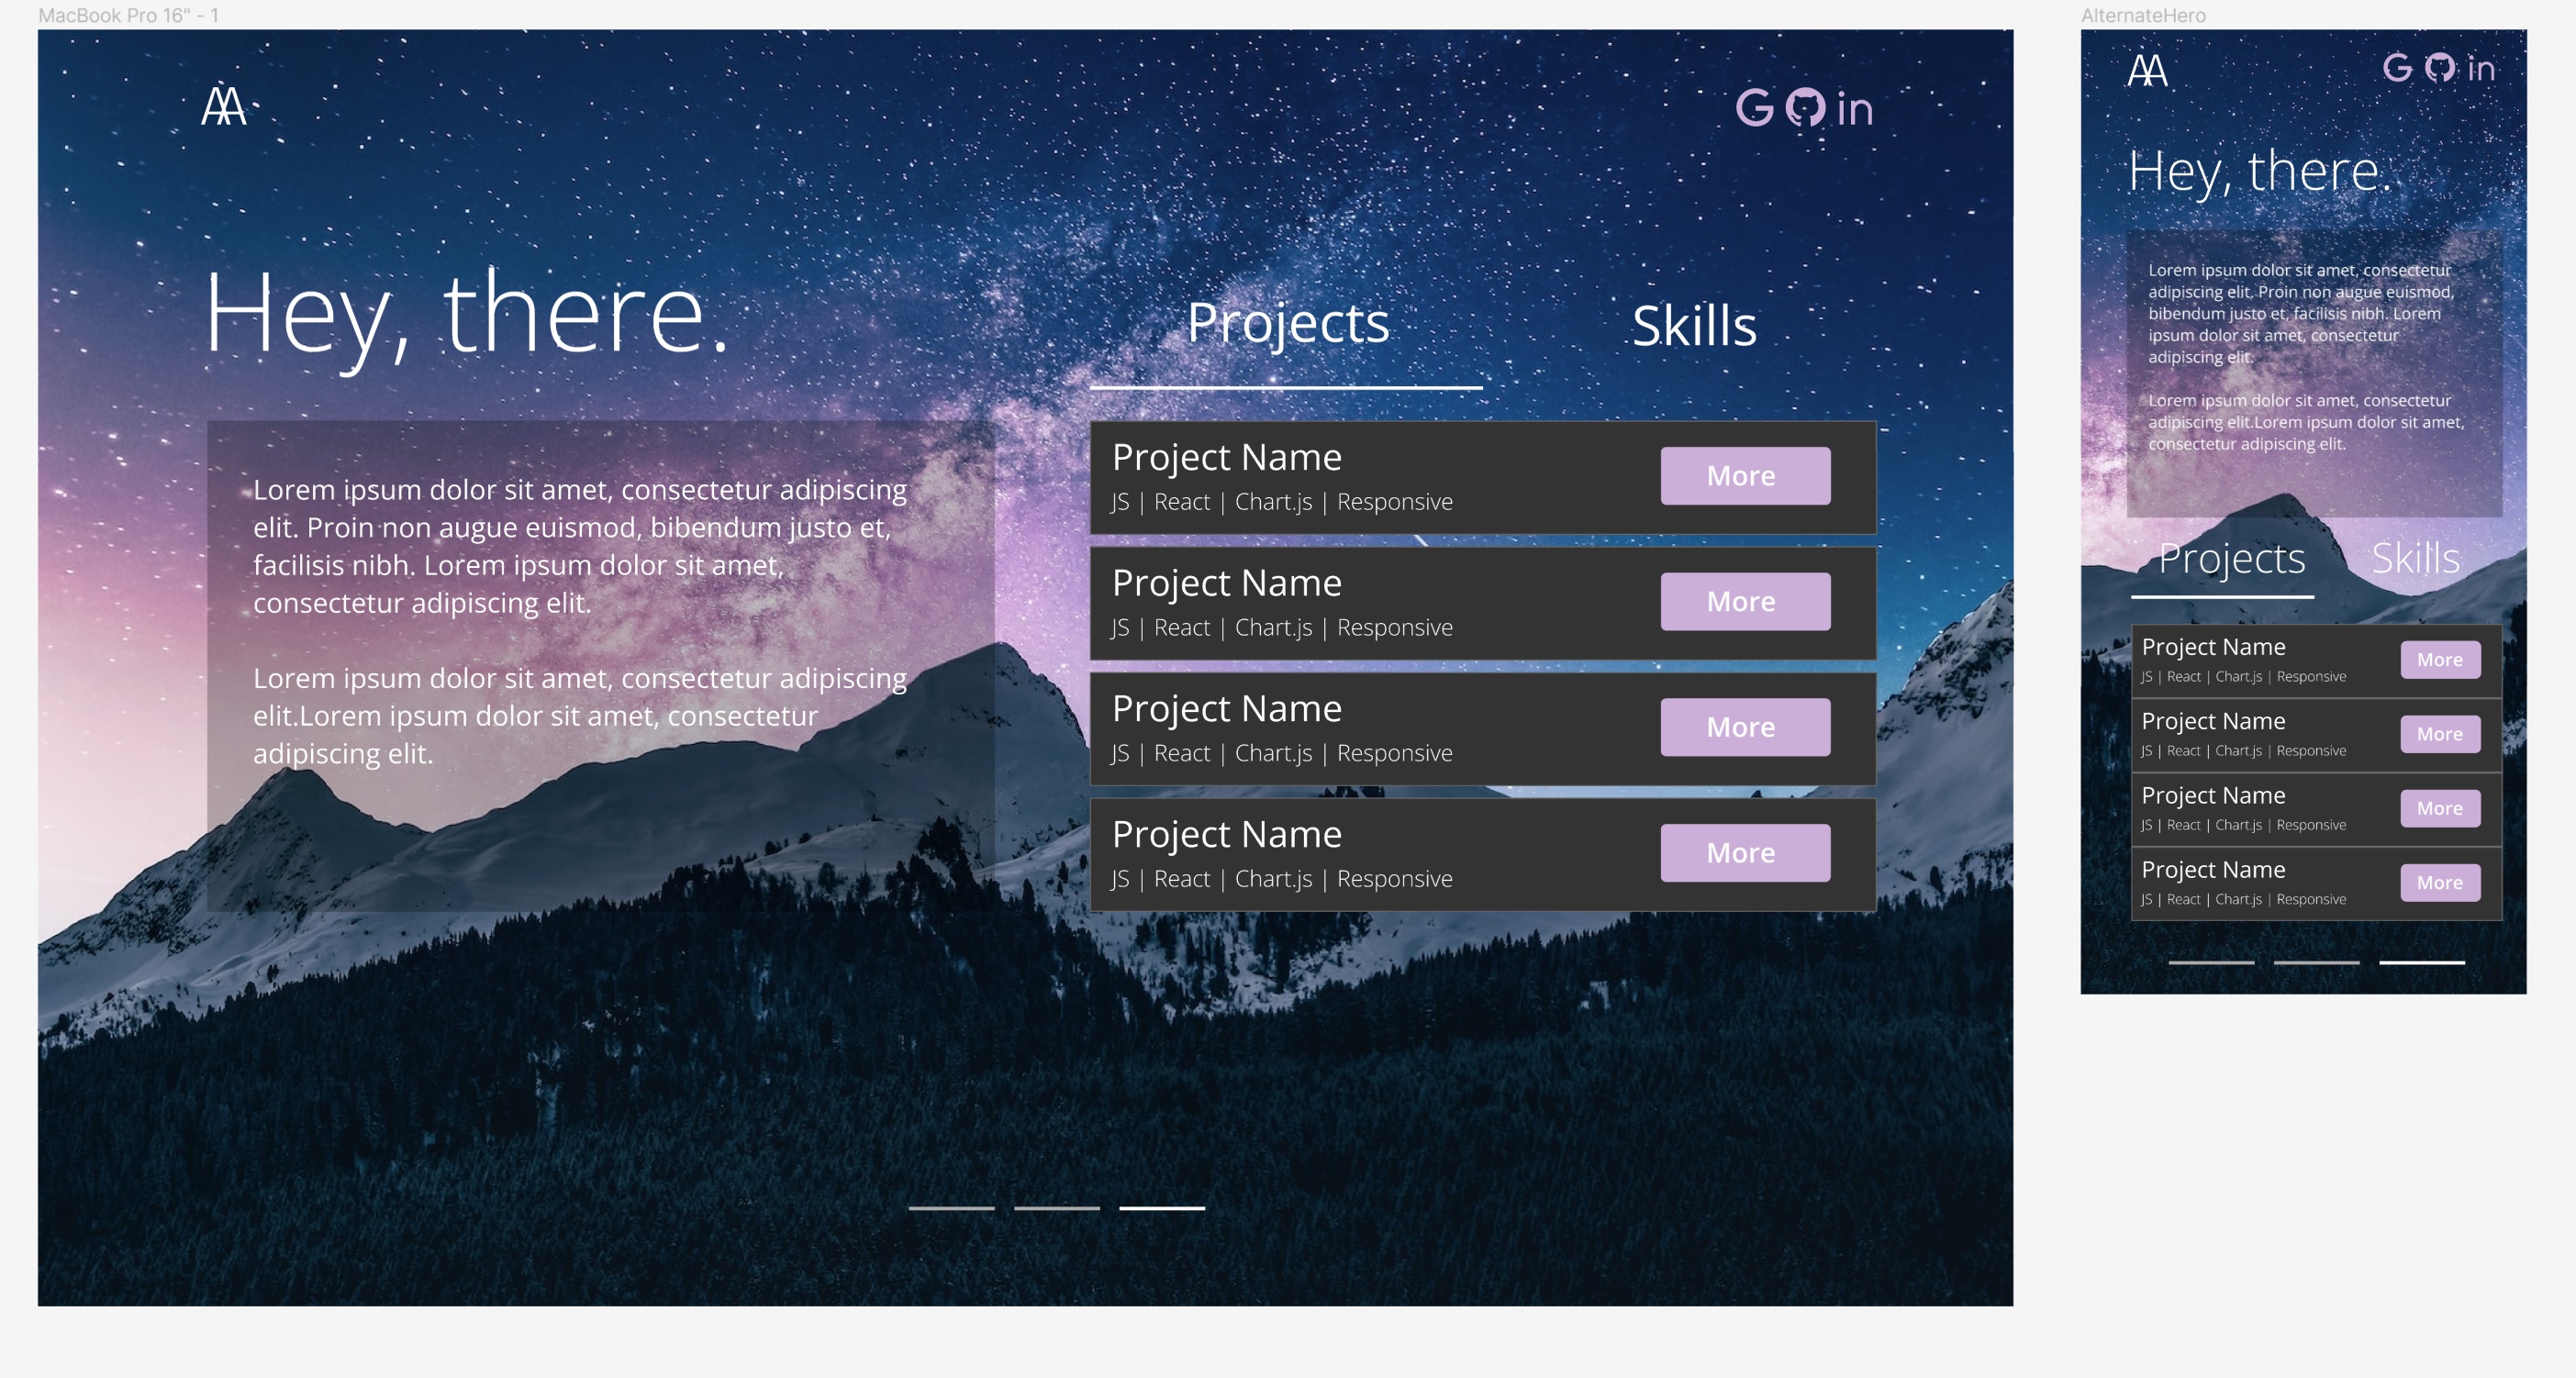 MacBook Pro 16" - 1
AA
G in
Hey, there.
Lorem ipsum dolor sit amet, consectetur adipiscing
elit. Proin non augue euismod, bibendum justo et,
facilisis nibh. Lorem ipsum dolor sit amet,
consectetur adipiscing elit.
Lorem ipsum dolor sit amet, consectetur adipiscing
elit.Lorem ipsum dolor sit amet, consectetur
adipiscing elit.
Projects Skills
Project Name
JS | React | Chart.js | Responsive
More
Project Name
JS | React | Chart.js | Responsive
More
Project Name
JS | React | Chart.js | Responsive
More
Project Name
JS | React | Chart.js | Responsive
More
AlternateHero
AA
G in
Hey, there.
Lorem ipsum dolor sit amet, consectetur
adipiscing elit. Proin non augue euismod,
bibendum justo et, facilisis nibh. Lorem
ipsum dolor sit amet, consectetur
adipiscing elit.
Lorem ipsum dolor sit amet, consectetur
adipiscing elit.Lorem ipsum dolor sit amet,
consectetur adipiscing elit.
Projects Skills
Project Name
JS | React | Chart.js | Responsive
More
Project Name
JS | React | Chart.js | Responsive
More
Project Name
JS | React | Chart.js | Responsive
More
Project Name
JS | React | Chart.js | Responsive
More